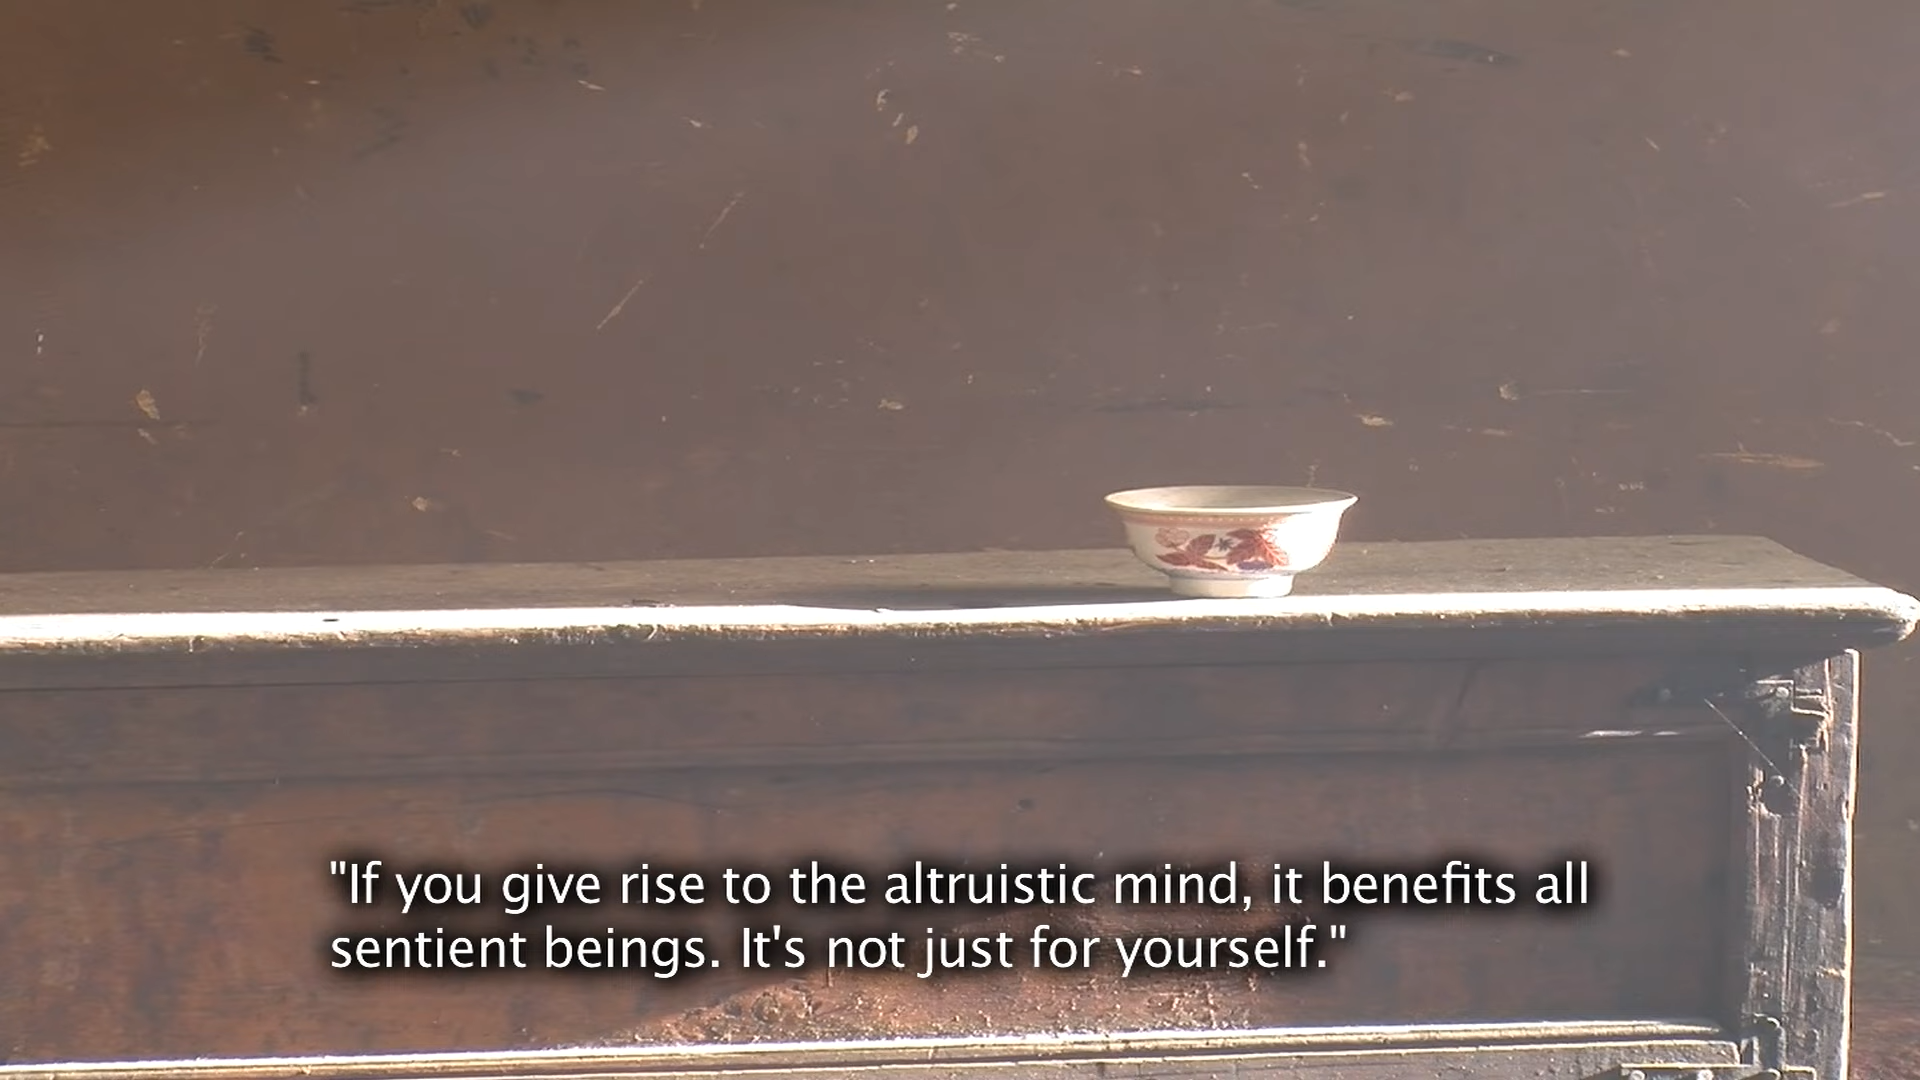 "If you give rise to the altruistic mind, it benefits all
sentient beings. It's not just for yourself."